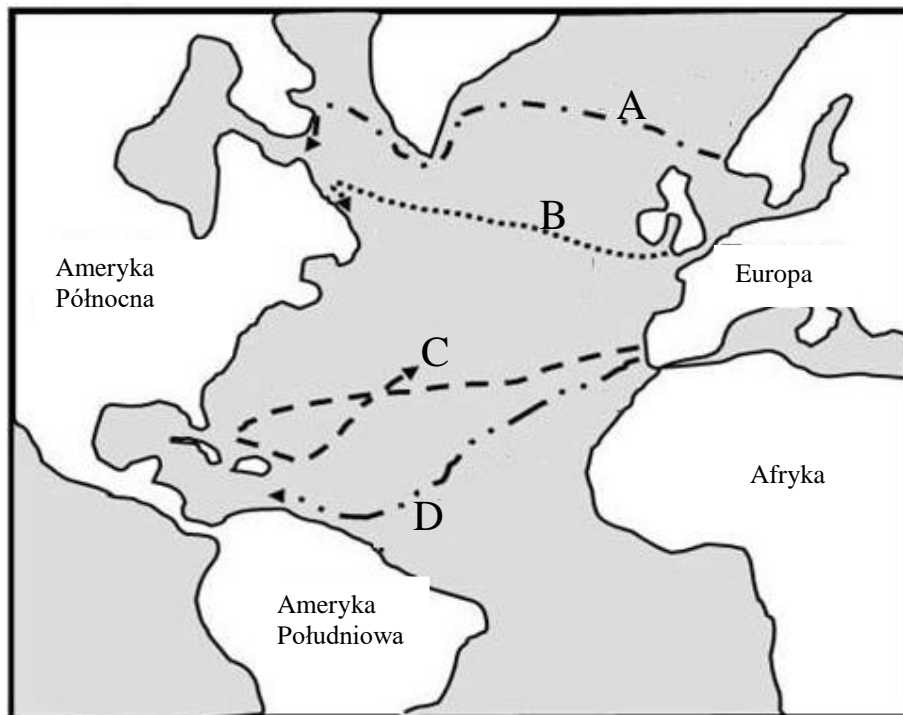 A
B
Ameryka
Północna
Europa
C
Afryka
D
Ameryka
Południowa